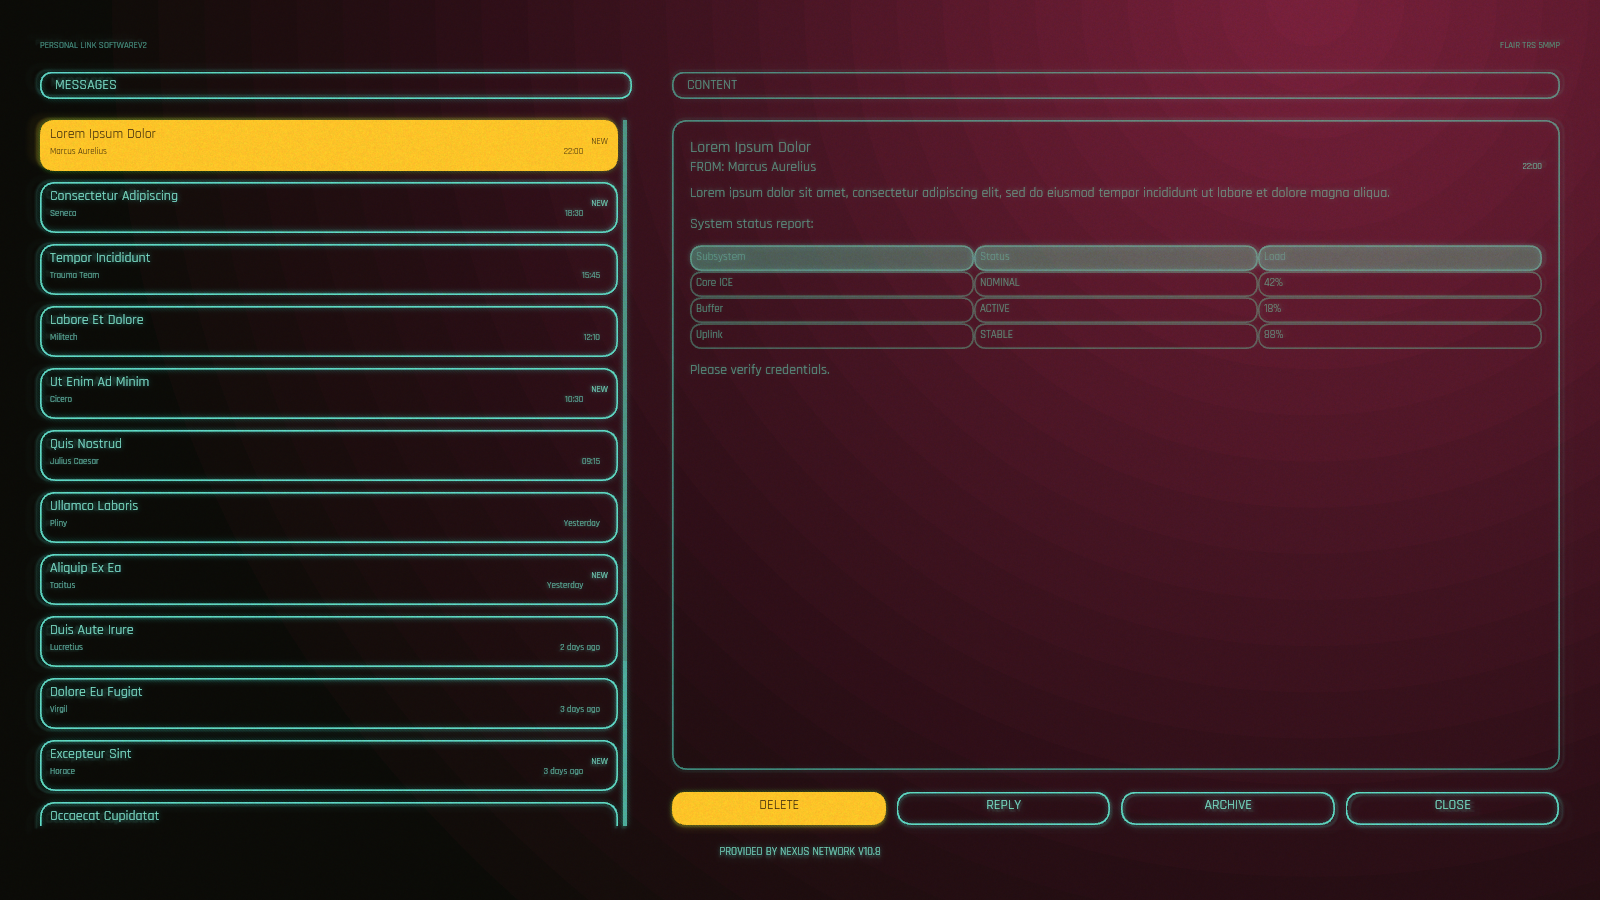 PERSONAL LINK SOFTWAREV2
FLAIR TRS 5MMP
MESSAGES
Lorem Ipsum Dolor
Marcus Aurelius
22:00
NEW
Consectetur Adipiscing
Seneca
18:30
NEW
Tempor Incididunt
Trauma Team
15:45
Labore Et Dolore
Militech
12:10
Ut Enim Ad Minim
Cicero
10:30
NEW
Quis Nostrud
Julius Caesar
09:15
Ullamco Laboris
Pliny
Yesterday
Aliquip Ex Ea
Tacitus
Yesterday
NEW
Duis Aute Irure
Lucretius
2 days ago
Dolore Eu Fugiat
Virgil
3 days ago
Excepteur Sint
Horace
3 days ago
NEW
Occaecat Cupidatat
CONTENT
Lorem Ipsum Dolor
FROM: Marcus Aurelius
22:00
Lorem ipsum dolor sit amet, consectetur adipiscing elit, sed do eiusmod tempor incididunt ut labore et dolore magna aliqua.
System status report:
Subsystem Status Load
Core ICE NOMINAL 42%
Buffer ACTIVE 18%
Uplink STABLE 88%
Please verify credentials.
DELETE
REPLY
ARCHIVE
CLOSE
PROVIDED BY NEXUS NETWORK V10.8